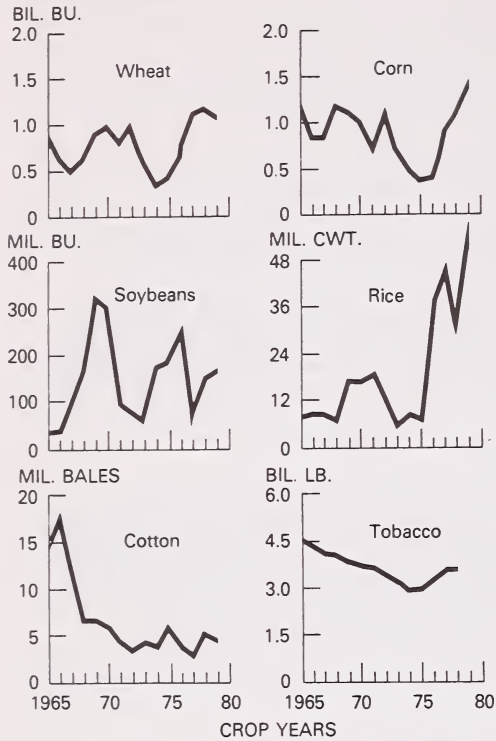 BIL. BU.
2.0
1.5
1.0
0.5
0
Wheat
2.0
1.5
1.0
0.5
0
Corn
MIL. BU.
400
300
200
100
0
Soybeans
MIL. CWT.
48
36
24
12
0
Rice
MIL. BALES
20
15
10
5
0
Cotton
1965 70 75 80
BIL. LB.
6.0
4.5
3.0
1.5
0
Tobacco
1965 70 75 80
CROP YEARS